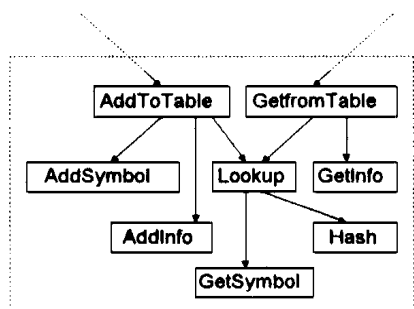 AddToTable GetfromTable
AddSymbol Lookup GetInfo
AddInfo Hash
GetSymbol